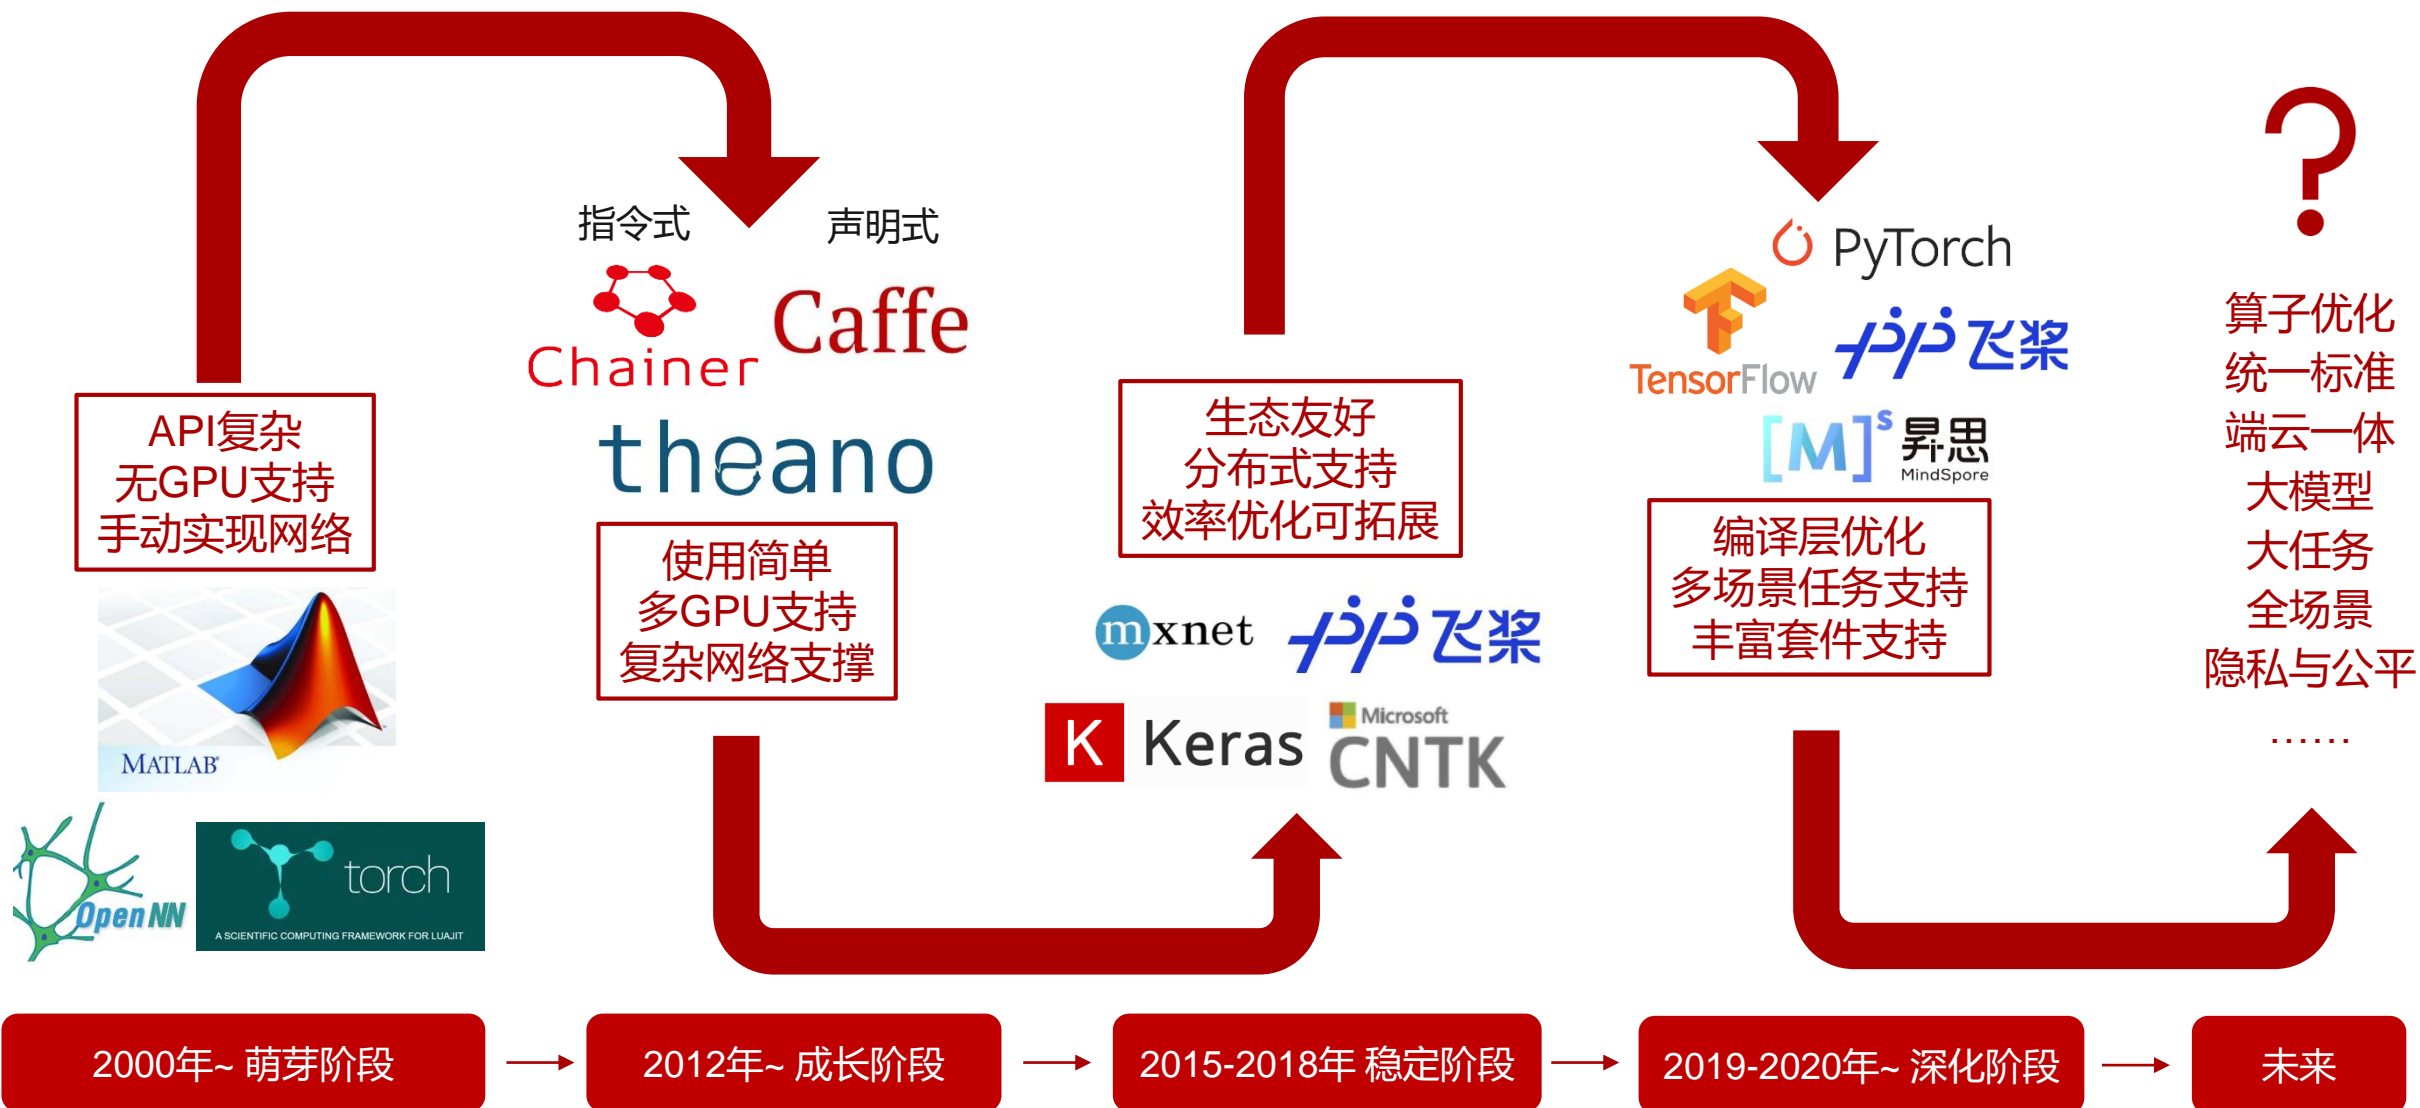 API复杂
无GPU支持
手动实现网络
MATLAB®
OpenNN
torch
A SCIENTIFIC COMPUTING FRAMEWORK FOR LUAJIT
指令式
声明式
Chainer
Caffe
theano
使用简单
多GPU支持
复杂网络支撑
生态友好
分布式支持
效率优化可拓展
mxnet
飞桨
K Keras
Microsoft
CNTK
PyTorch
TensorFlow
飞桨
[M]s 昇思
MindSpore
编译层优化
多场景任务支持
丰富套件支持
?
算子优化
统一标准
端云一体
大模型
大任务
全场景
隐私与公平
……
2000年~ 萌芽阶段
2012年~ 成长阶段
2015-2018年 稳定阶段
2019-2020年~ 深化阶段
未来